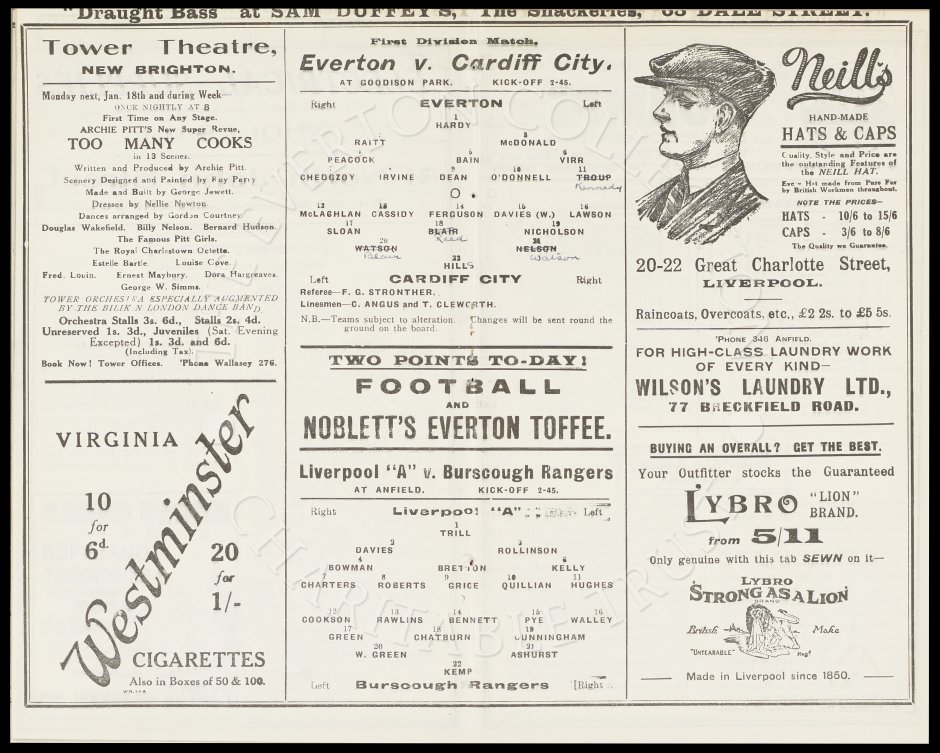 "Draught Bass" at SAM DUFFEY'S, "The Shackeries," 63 DALE STREET.
Tower Theatre,
NEW BRIGHTON.
Monday next, Jan. 18th and during Week—
ONCE NIGHTLY AT 8
First Time on Any Stage.
ARCHIE PITT'S New Super Revue,
TOO MANY COOKS
in 13 Scenes.
Written and Produced by Archie Pitt.
Scenery Designed and Painted by Roy Perry
Made and Built by George Jewett.
Dresses by Nellie Newton.
Dances arranged by Gordon Courtney
Douglas Wakefield. Billy Nelson. Bernard Hudson.
The Famous Pitt Girls.
The Royal Charlestown Octette.
Estelle Bartle Louise Cove.
Fred. Louin. Ernest Maybury. Dora Hargreaves.
George W. Simms.
TOWER ORCHESTRA ESPECIALLY AUGMENTED
BY THE BILIK N LONDON DANCE BAND
Orchestra Stalls 3s. 6d., Stalls 2s. 4d.
Unreserved 1s. 3d., Juveniles (Sat. Evening
Excepted) 1s. 3d. and 6d.
(Including Tax).
Book Now! Tower Offices. 'Phone Wallasey 276.
VIRGINIA
10
for
6d.
Westminster
20
for
1/-
CIGARETTES
Also in Boxes of 50 & 100.
First Division Match,
Everton v. Cardiff City.
AT GOODISON PARK. KICK-OFF 2-45.
Right EVERTON Left
1
HARDY
2 3
RAITT McDONALD
4 5 6
PEACOCK BAIN VIRR
7 8 9 10 11
CHEDGZOY IRVINE DEAN O'DONNELL TROUP
Kennedy
O
12 13 14 15 16
McLAGHLAN CASSIDY FERGUSON DAVIES (W.) LAWSON
17 18 19
SLOAN BLAIR NICHOLSON
Reed
20 21
WATSON NELSON
Blair Watson
22
HILLS
Left CARDIFF CITY Right
Referee—F. G. STRONTHER.
Linesmen—C. ANGUS and T. CLEWORTH.
N.B.—Teams subject to alteration. Changes will be sent round the
ground on the board.
TWO POINTS TO-DAY!
FOOTBALL
AND
NOBLETT'S EVERTON TOFFEE.
Liverpool "A" v. Burscough Rangers
AT ANFIELD. KICK-OFF 2-45.
Right Liverpool "A" Left
1
TRILL
2 3
DAVIES ROLLINSON
4 6
BOWMAN BRETTON KELLY
7 8 9 10 11
CHARTERS ROBERTS GRICE QUILLIAN HUGHES
12 13 14 15 16
COOKSON RAWLINS BENNETT PYE WALLEY
17 18 19
GREEN CHATBURN CUNNINGHAM
20 21
W. GREEN ASHURST
22
KEMP
Left Burscough Rangers Right
Neill's
HAND-MADE
HATS & CAPS
Quality, Style and Price are
the outstanding Features of
the NEILL HAT.
Eve y Hat made from Pure Fur
by British Workmen throughout.
NOTE THE PRICES—
HATS - 10/6 to 15/6
CAPS - 3/6 to 8/6
The Quality we Guarantee.
20-22 Great Charlotte Street,
LIVERPOOL.
Raincoats, Overcoats, etc., £2 2s. to £5 5s.
'PHONE 346 ANFIELD.
FOR HIGH-CLASS LAUNDRY WORK
OF EVERY KIND—
WILSON'S LAUNDRY LTD.,
77 BRECKFIELD ROAD.
BUYING AN OVERALL? GET THE BEST.
Your Outfitter stocks the Guaranteed
LYBRO "LION"
BRAND.
from 5/11
Only genuine with this tab SEWN on it—
LYBRO
STRONG AS A LION
BRAND
British Make
"UNTEARABLE" Regd
Made in Liverpool since 1850.
EVERTON COLLECTION
CHARITABLE TRUST